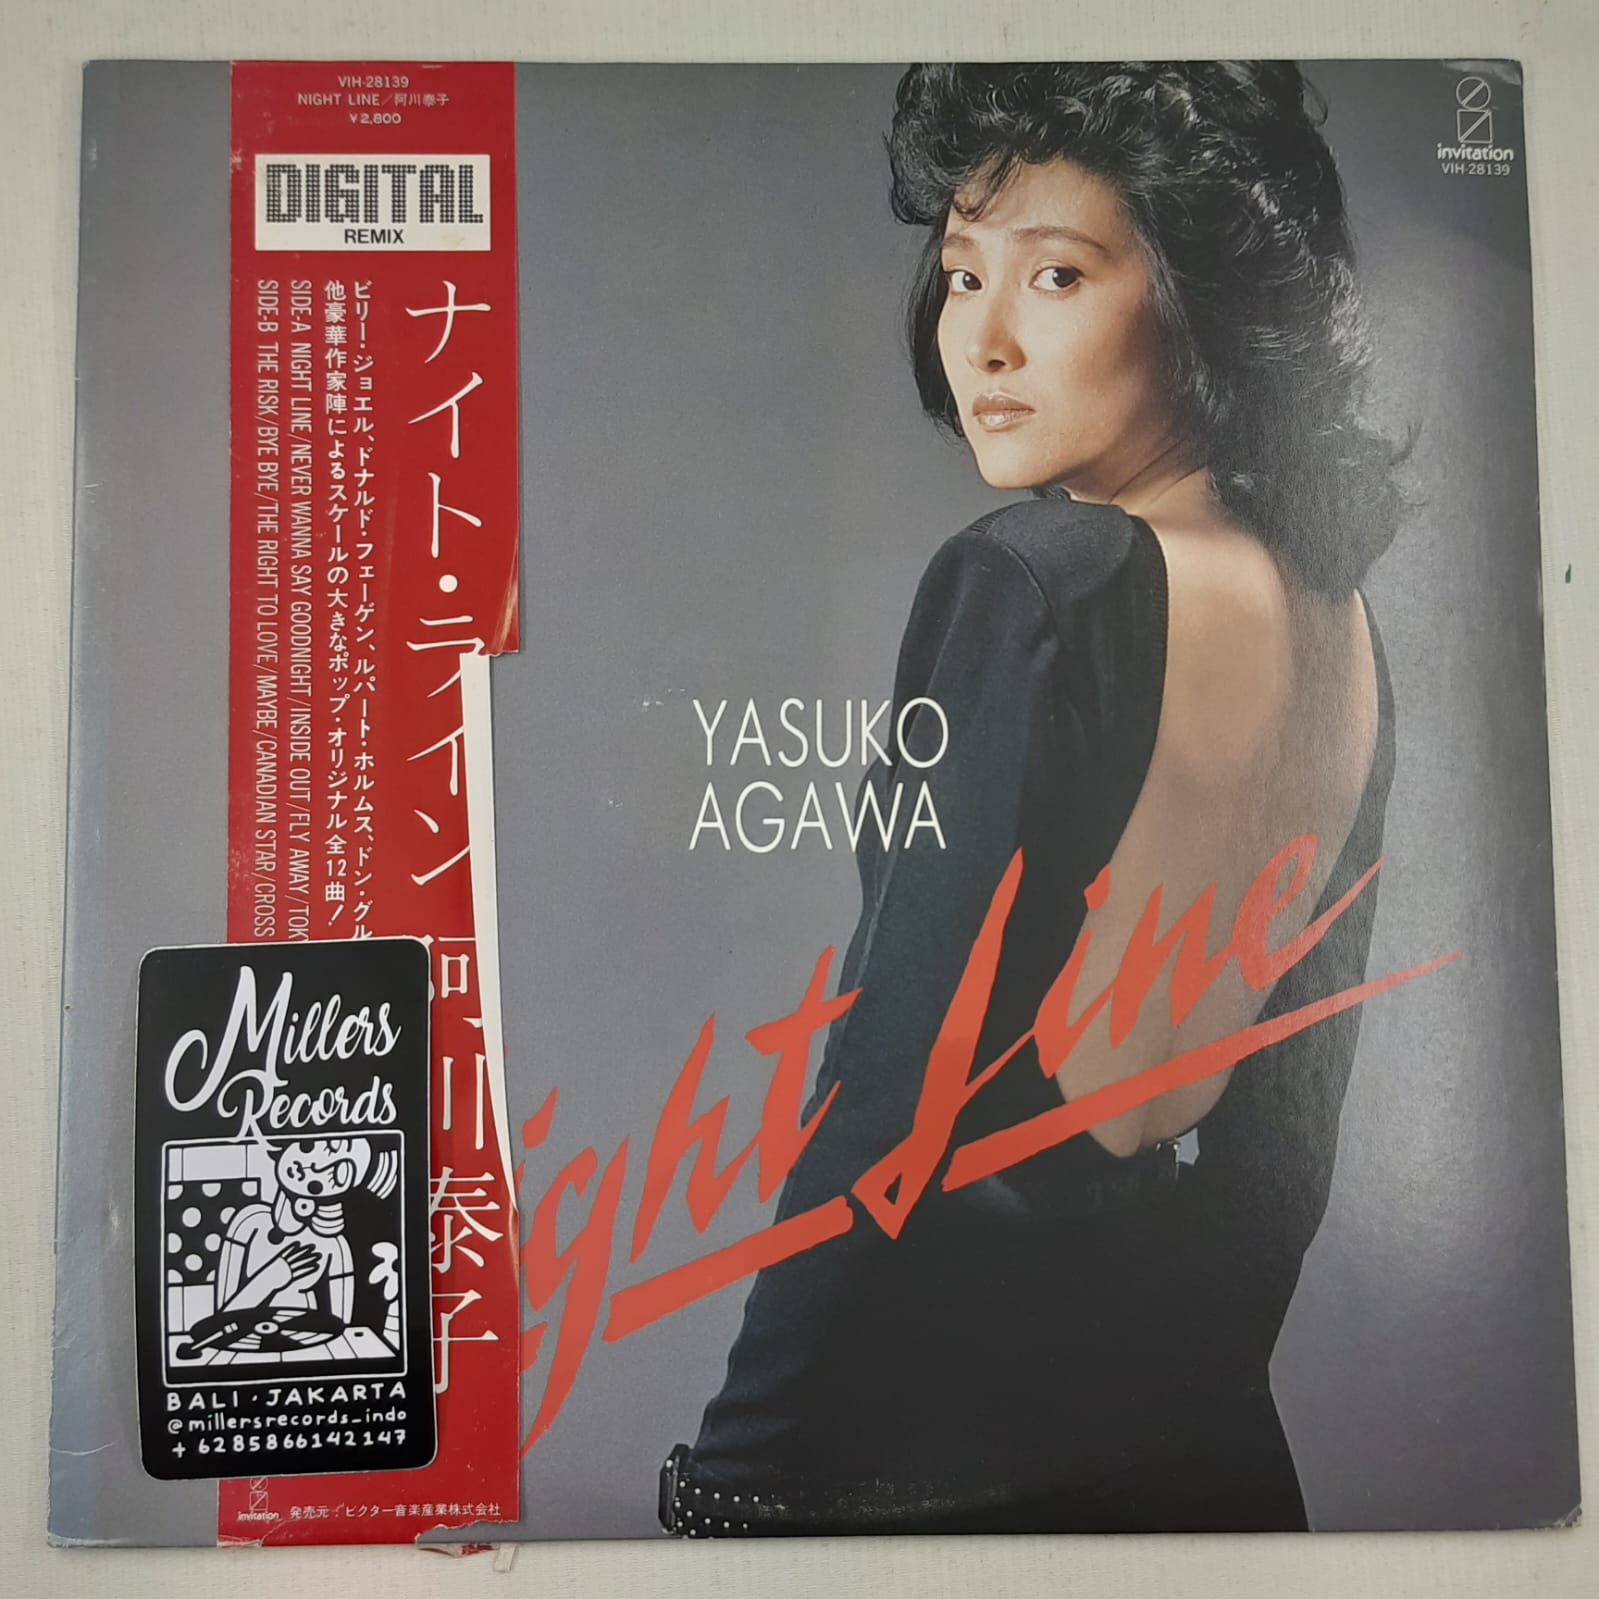 VIH-28139
NIGHT LINE/阿川泰子
￥2,800
DIGITAL
REMIX
ナイト・ライン 阿川泰子
ビリー・ジョエル、ドナルド・フェーゲン、ルパート・ホルムス、ドン・グル
他豪華作家陣によるスケールの大きなポップ・オリジナル全12曲！
SIDE-A NIGHT LINE/NEVER WANNA SAY GOODNIGHT/INSIDE OUT/FLY AWAY/TOK
SIDE-B THE RISK/BYE BYE/THE RIGHT TO LOVE/MAYBE/CANADIAN STAR/CROSS
invitation
VIH-28139
YASUKO
AGAWA
Night Line
Millers
Records
BALI · JAKARTA
@millersrecords_indo
+6285866142147
invitation 発売元：ビクター音楽産業株式会社